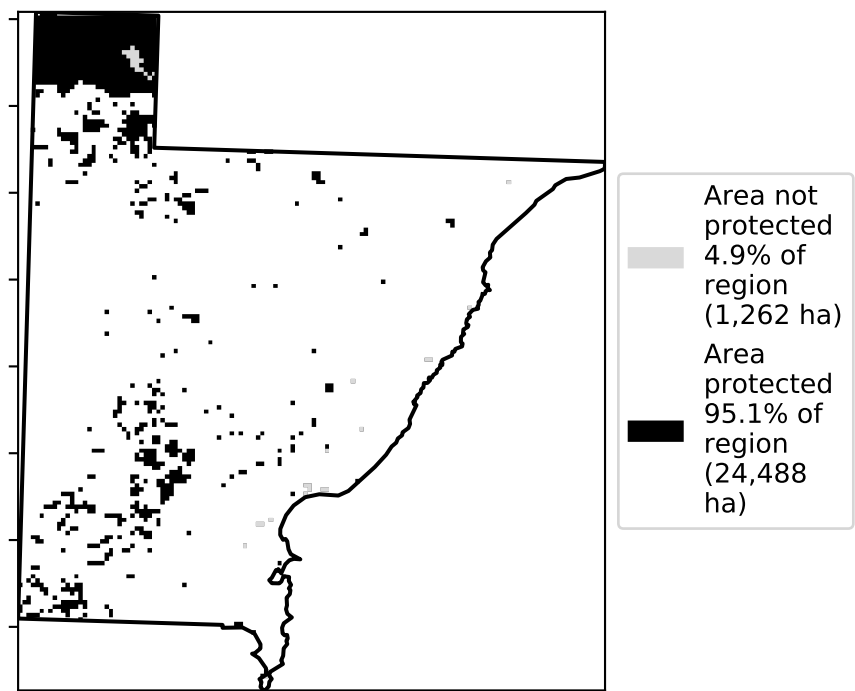 Area not
protected
4.9% of
region
(1,262 ha)
Area
protected
95.1% of
region
(24,488
ha)